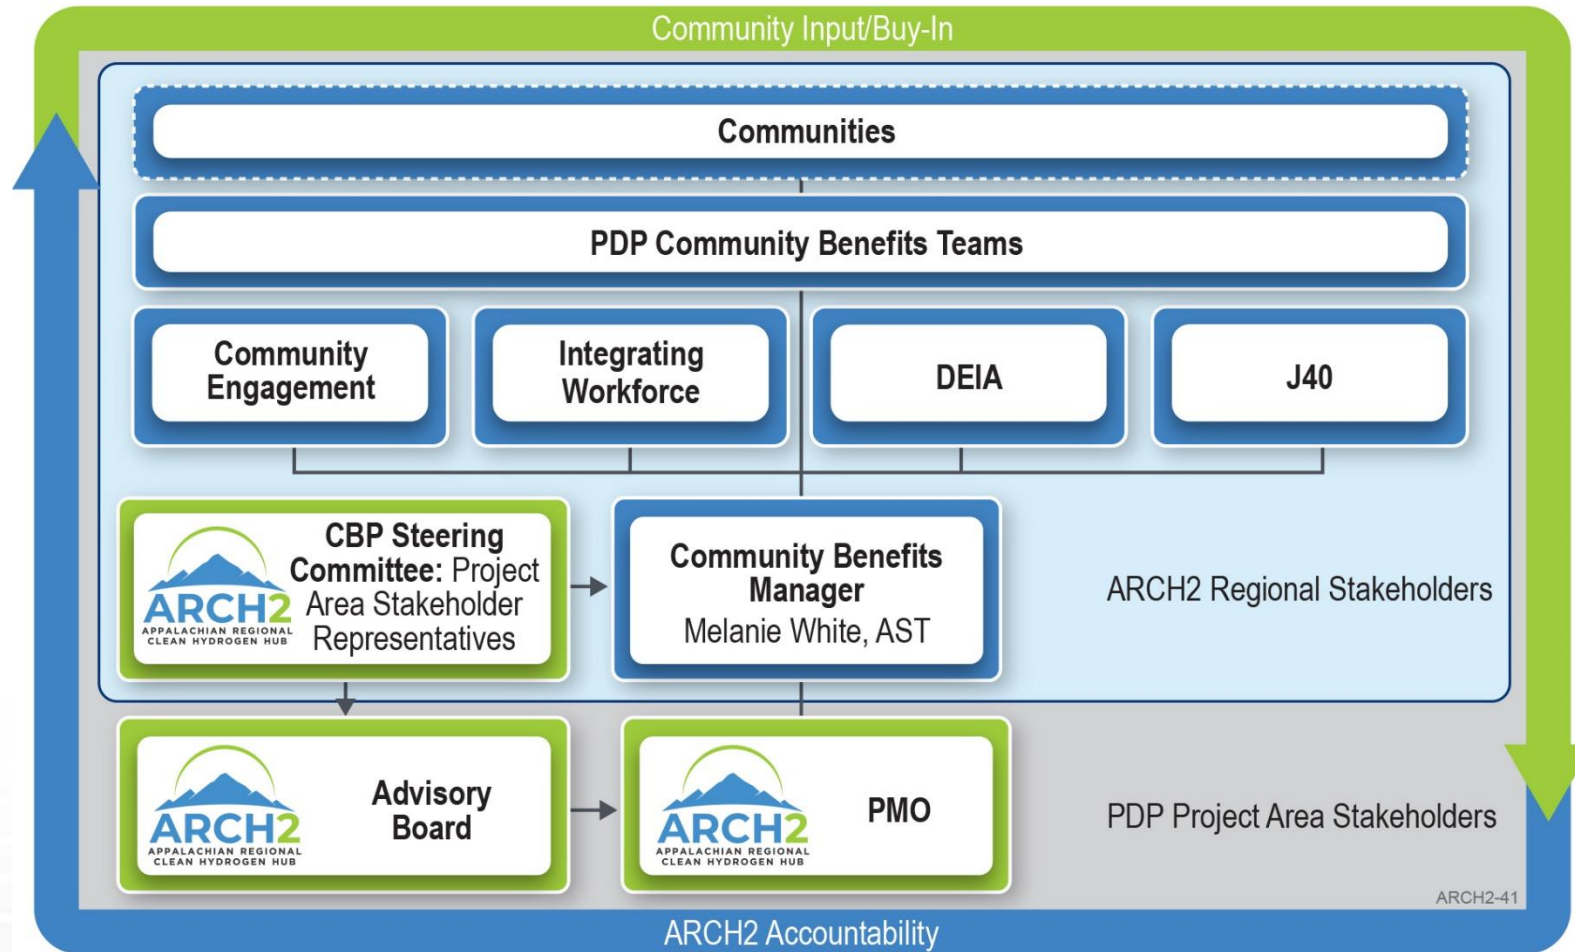 Community Input/Buy-In
Communities
PDP Community Benefits Teams
Community
Engagement
Integrating
Workforce
DEIA
J40
ARCH2
APPALACHIAN REGIONAL
CLEAN HYDROGEN HUB
CBP Steering
Committee: Project
Area Stakeholder
Representatives
Community Benefits
Manager
Melanie White, AST
ARCH2 Regional Stakeholders
ARCH2
APPALACHIAN REGIONAL
CLEAN HYDROGEN HUB
Advisory
Board
ARCH2
APPALACHIAN REGIONAL
CLEAN HYDROGEN HUB
PMO
PDP Project Area Stakeholders
ARCH2-41
ARCH2 Accountability